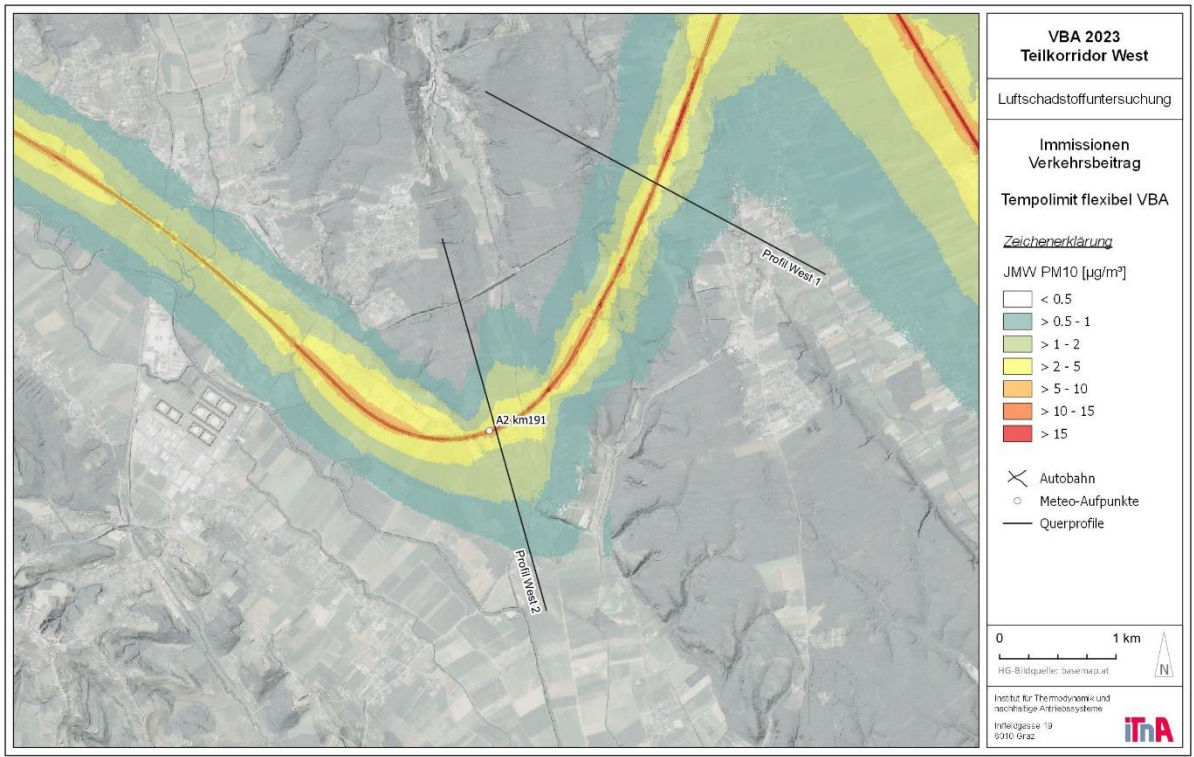 A2 km191
Profil West 1
Profil West 2
VBA 2023
Teilkorridor West
Luftschadstoffuntersuchung
Immissionen
Verkehrsbeitrag
Tempolimit flexibel VBA
Zeichenerklärung
JMW PM10 [µg/m³]
< 0.5
> 0.5 - 1
> 1 - 2
> 2 - 5
> 5 - 10
> 10 - 15
> 15
Autobahn
Meteo-Aufpunkte
Querprofile
0 1 km
HG-Bildquelle: basemap.at
N
Institut für Thermodynamik und
nachhaltige Antriebssysteme
Inffeldgasse 19
8010 Graz
iTnA